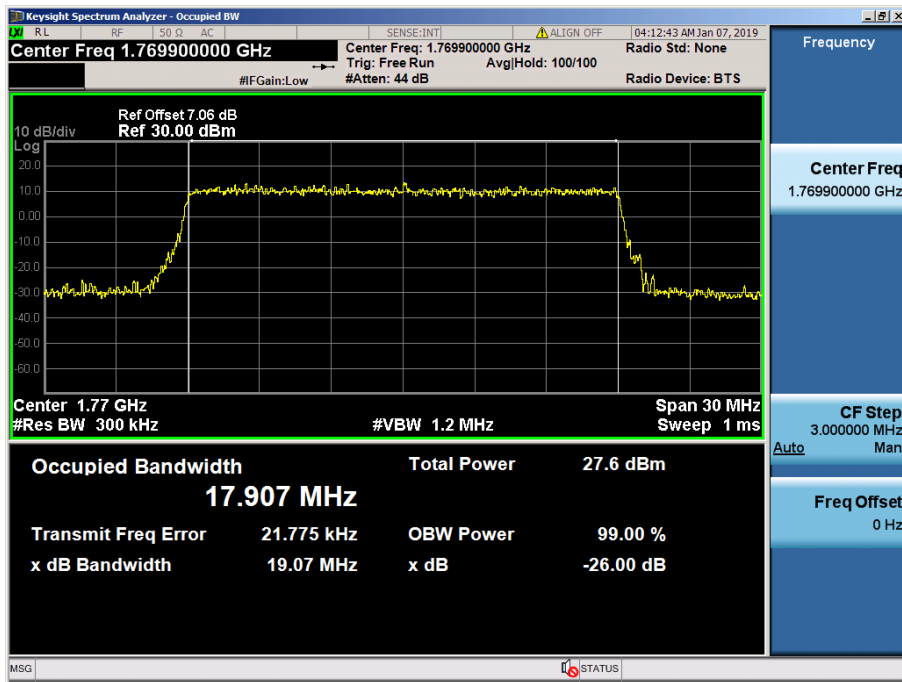 Keysight Spectrum Analyzer - Occupied BW
LXI RL RF 50 Ω AC SENSE:INT ALIGN OFF 04:12:43 AM Jan 07, 2019
Center Freq 1.769900000 GHz
Center Freq: 1.769900000 GHz Radio Std: None
Trig: Free Run Avg|Hold: 100/100
#IFGain:Low #Atten: 44 dB Radio Device: BTS
Ref Offset 7.06 dB
10 dB/div Ref 30.00 dBm
Log
20.0
10.0
0.00
-10.0
-20.0
-30.0
-40.0
-50.0
-60.0
Center 1.77 GHz Span 30 MHz
#Res BW 300 kHz #VBW 1.2 MHz Sweep 1 ms
Occupied Bandwidth Total Power 27.6 dBm
17.907 MHz
Transmit Freq Error 21.775 kHz OBW Power 99.00 %
x dB Bandwidth 19.07 MHz x dB -26.00 dB
MSG STATUS
Frequency
Center Freq
1.769900000 GHz
CF Step
3.000000 MHz
Auto Man
Freq Offset
0 Hz